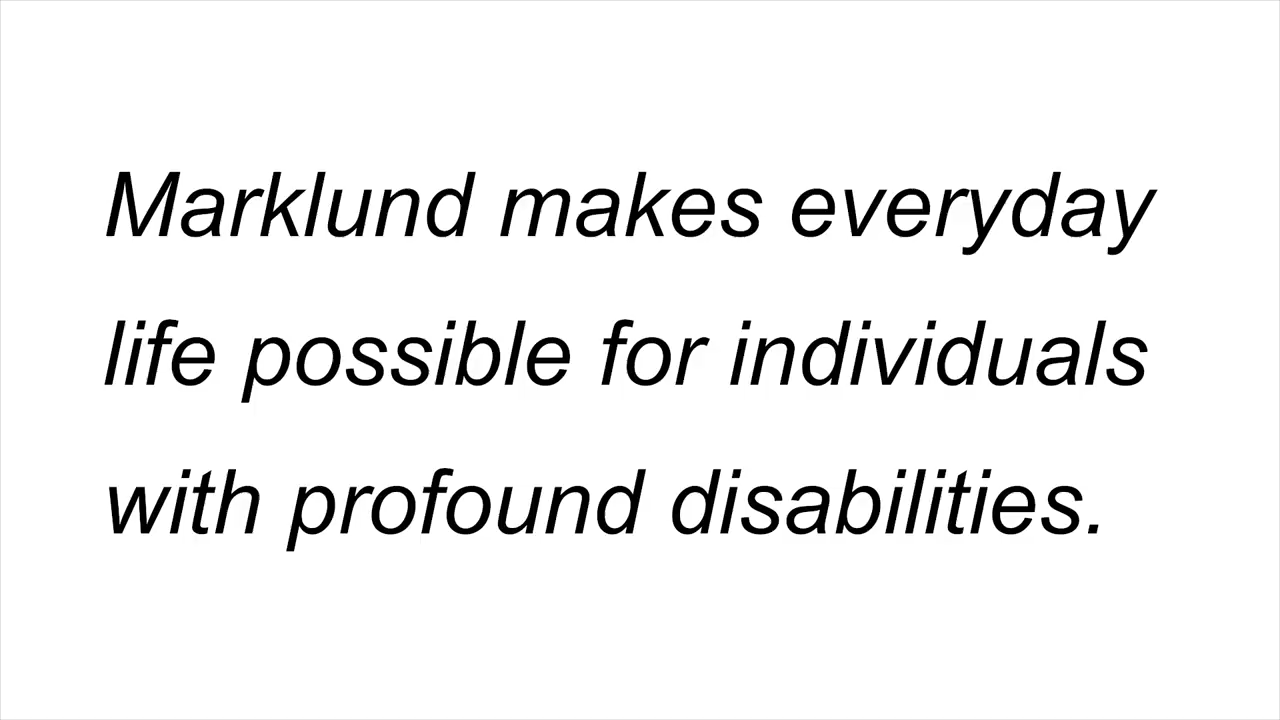 Marklund makes everyday
life possible for individuals
with profound disabilities.